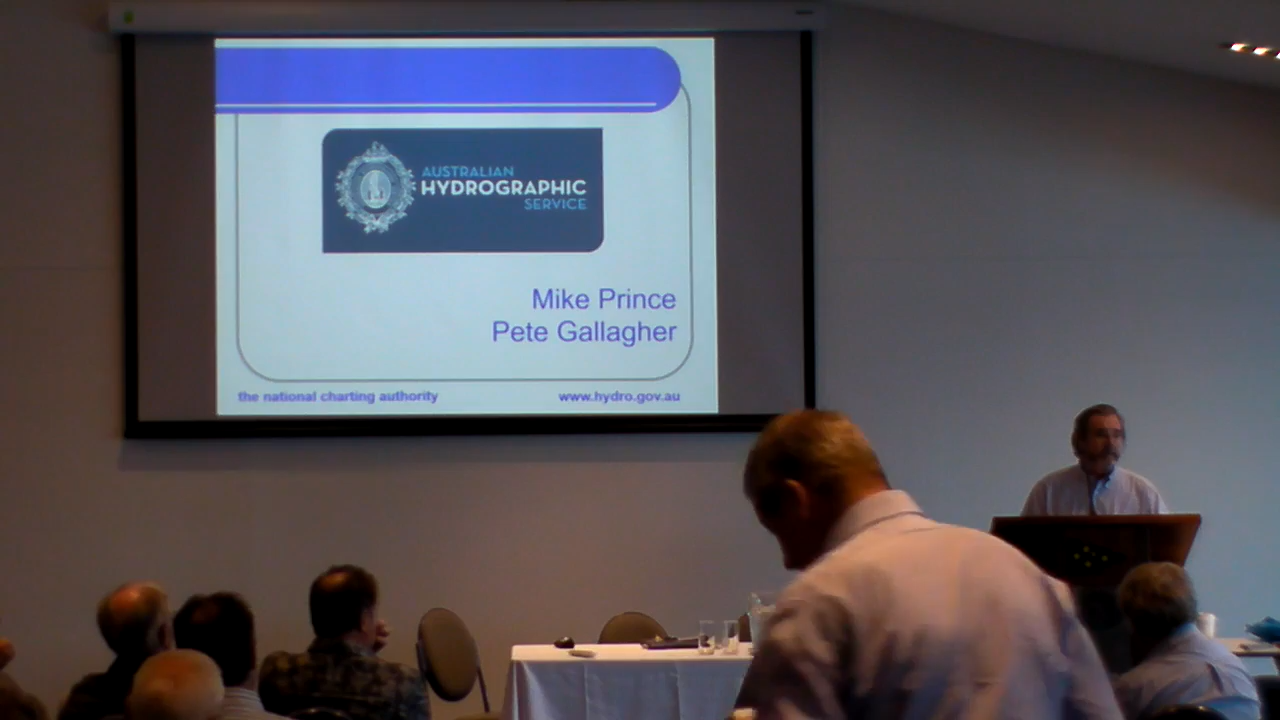 AUSTRALIAN
HYDROGRAPHIC
SERVICE
Mike Prince
Pete Gallagher
the national charting authority
www.hydro.gov.au